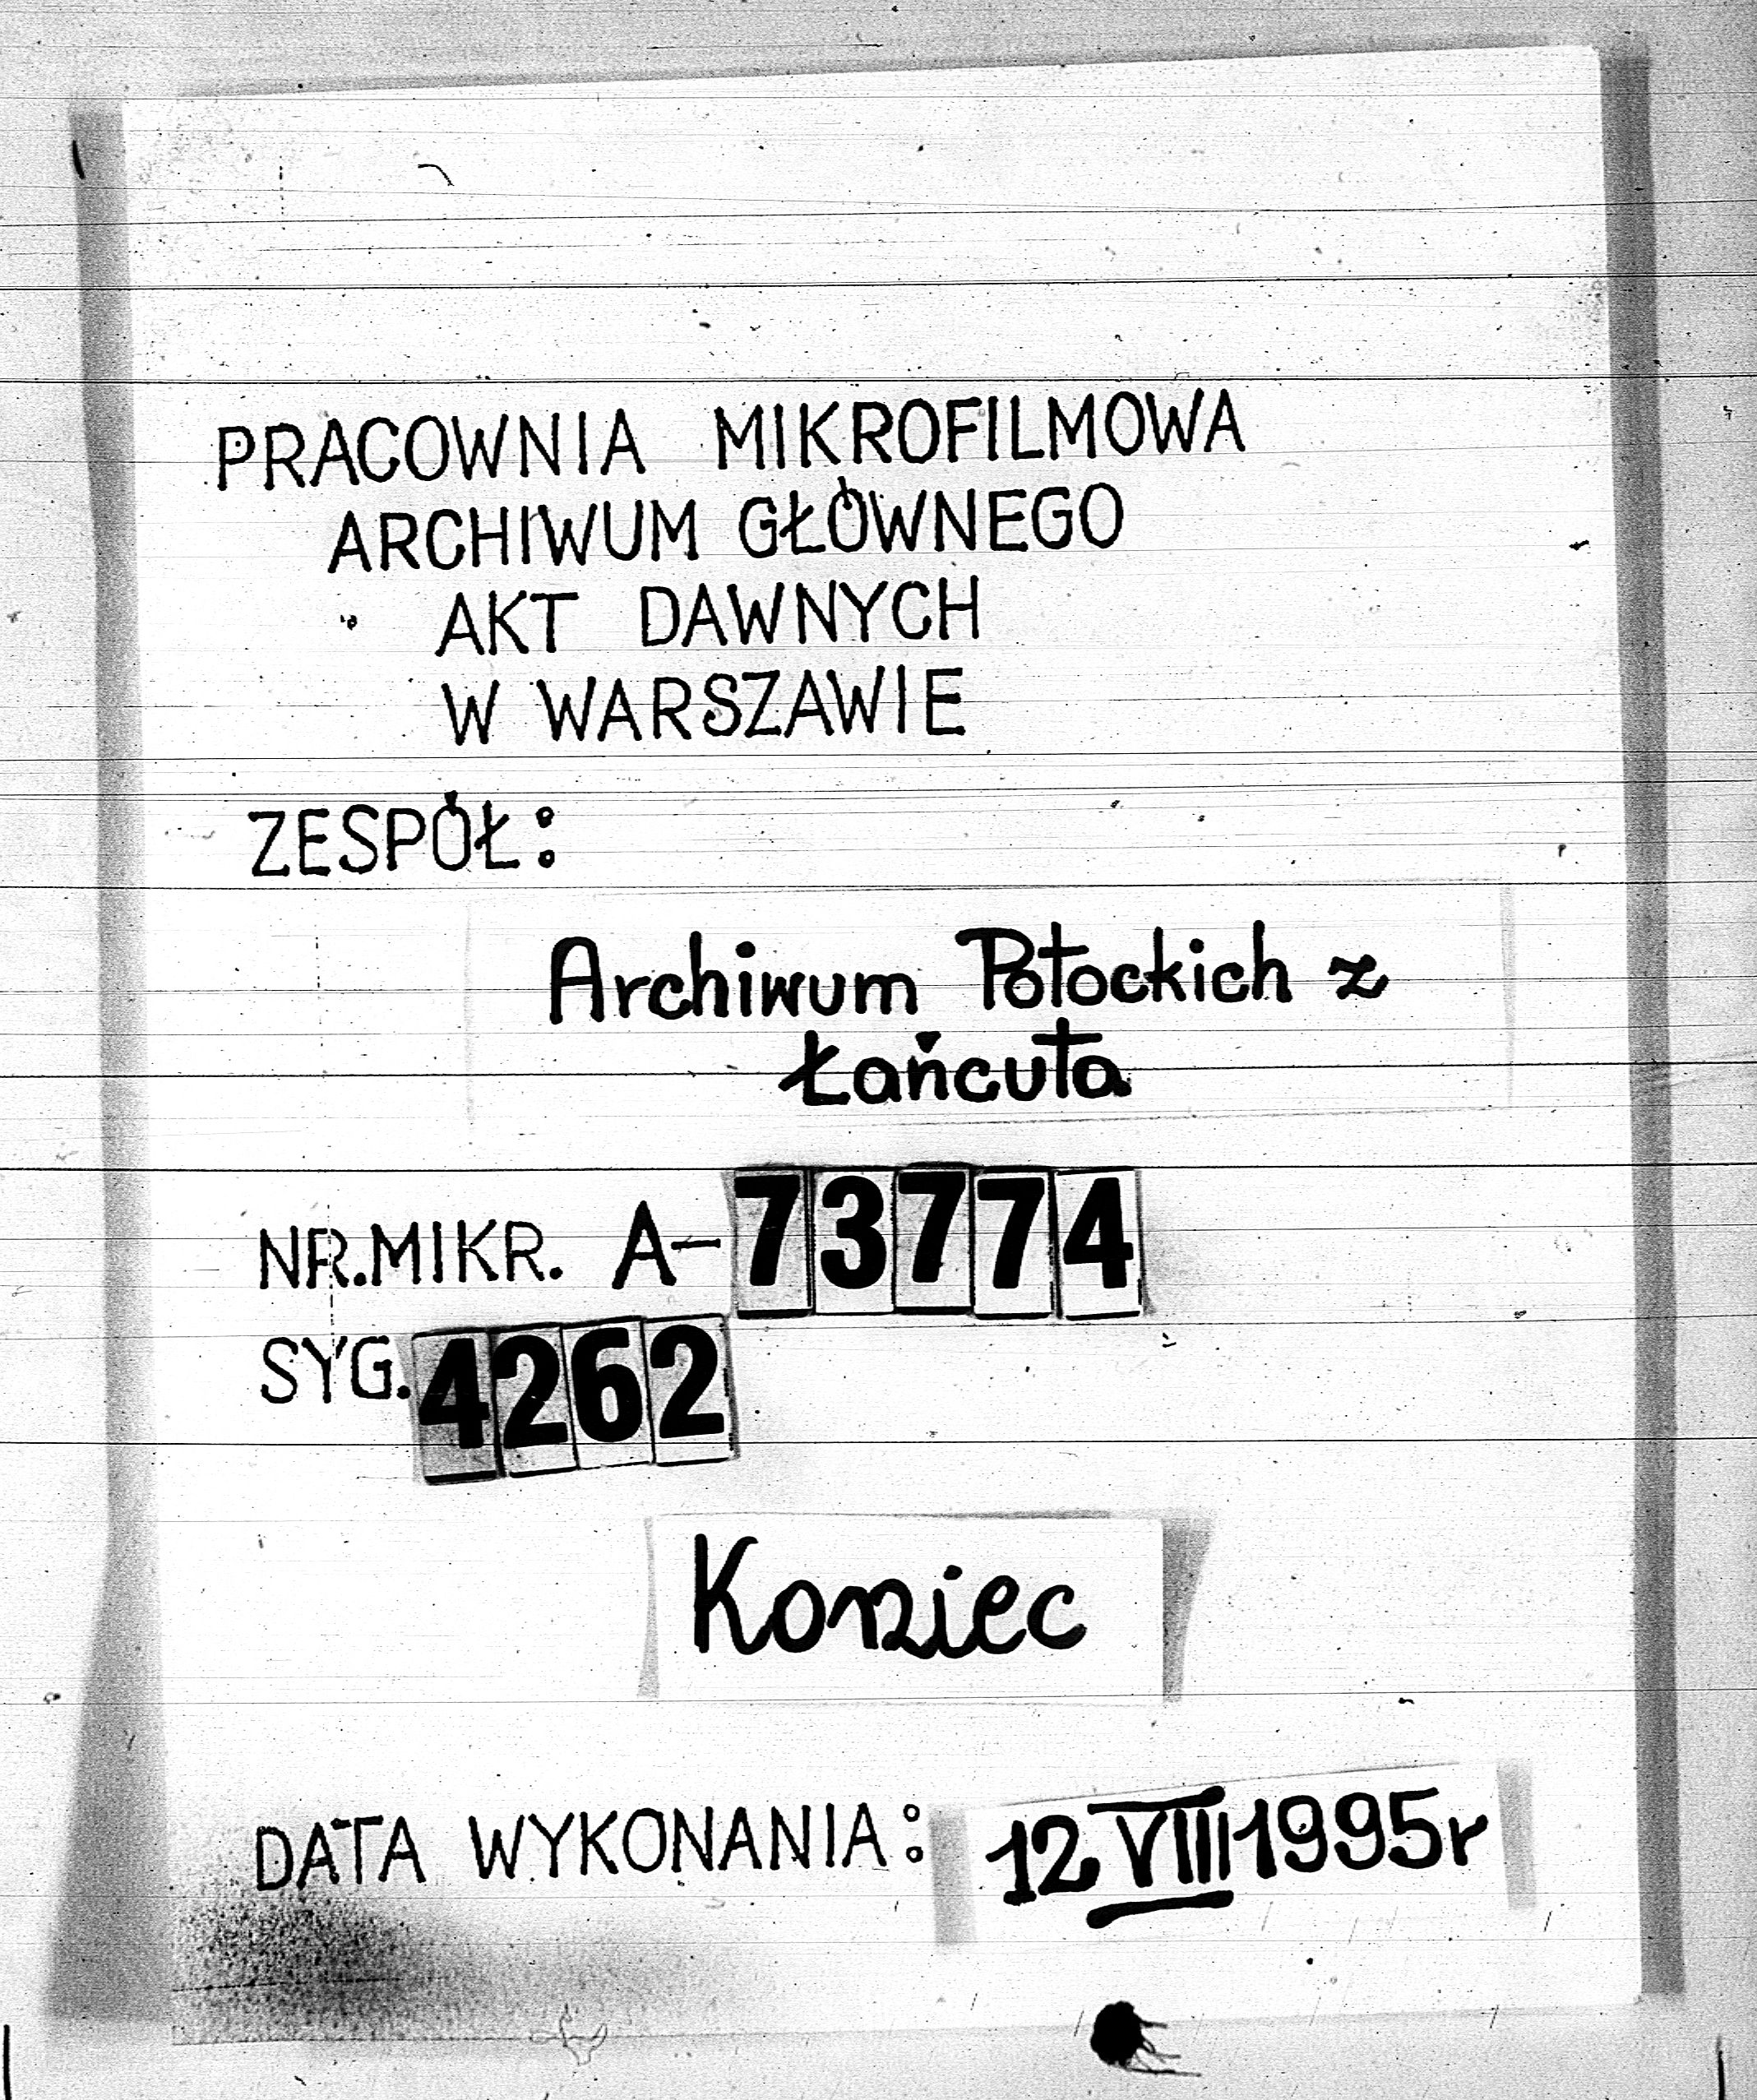 PRACOWNIA MIKROFILMOWA
ARCHIWUM GŁÓWNEGO
AKT DAWNYCH
W WARSZAWIE
ZESPÓŁ:
Archiwum Potockich z
Łańcuta
NR.MIKR. A-73774
SYG. 4262
Koniec
DATA WYKONANIA: 12 VIII 1995r